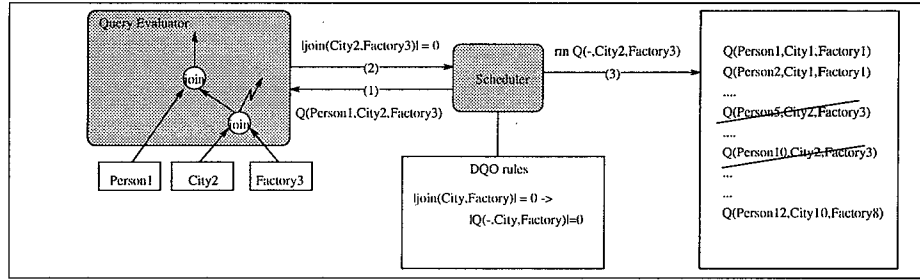 Query Evaluator
join
join
Person1
City2
Factory3
|join(City2,Factory3)| = 0
(2)
(1)
Q(Person1,City2,Factory3)
Scheduler
DQO rules
|join(City,Factory)| = 0 ->
|Q(-,City,Factory)|=0
rm Q(-,City2,Factory3)
(3)
Q(Person1,City1,Factory1)
Q(Person2,City1,Factory1)
....
Q(Person5,City2,Factory3)
....
Q(Person10,City2,Factory3)
...
...
Q(Person12,City10,Factory8)